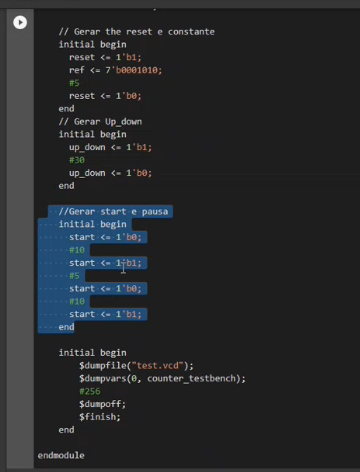 // Gerar the reset e constante
initial begin
reset <= 1'b1;
ref <= 7'b0001010;
#5
reset <= 1'b0;
end
// Gerar Up_down
initial begin
up_down <= 1'b1;
#30
up_down <= 1'b0;
end
//Gerar start e pausa
initial begin
start <= 1'b0;
#10
start <= 1'b1;
#5
start <= 1'b0;
#10
start <= 1'b1;
end
initial begin
$dumpfile("test.vcd");
$dumpvars(0, counter_testbench);
#256
$dumpoff;
$finish;
end
endmodule